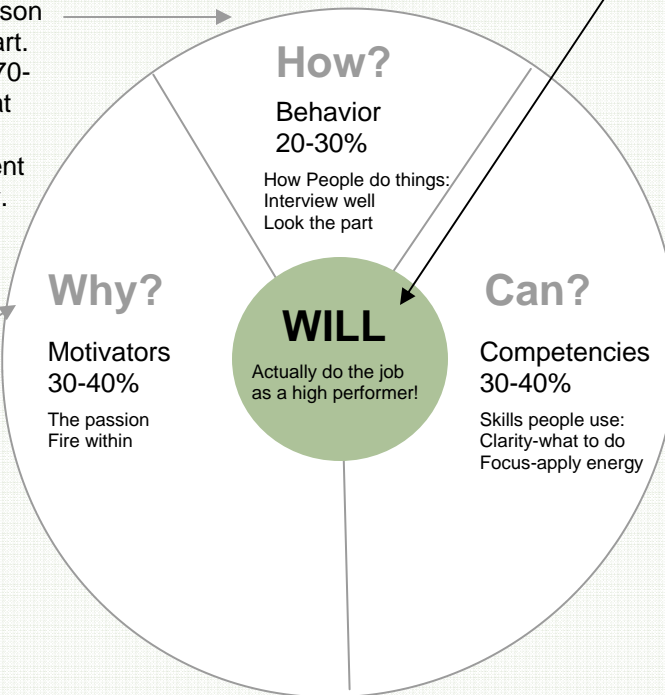 art.
at
How?
Behavior
20-30%
How People do things:
Interview well
Look the part
Why?
Motivators
30-40%
The passion
Fire within
WILL
Actually do the job
as a high performer!
Can?
Competencies
30-40%
Skills people use:
Clarity-what to do
Focus-apply energy